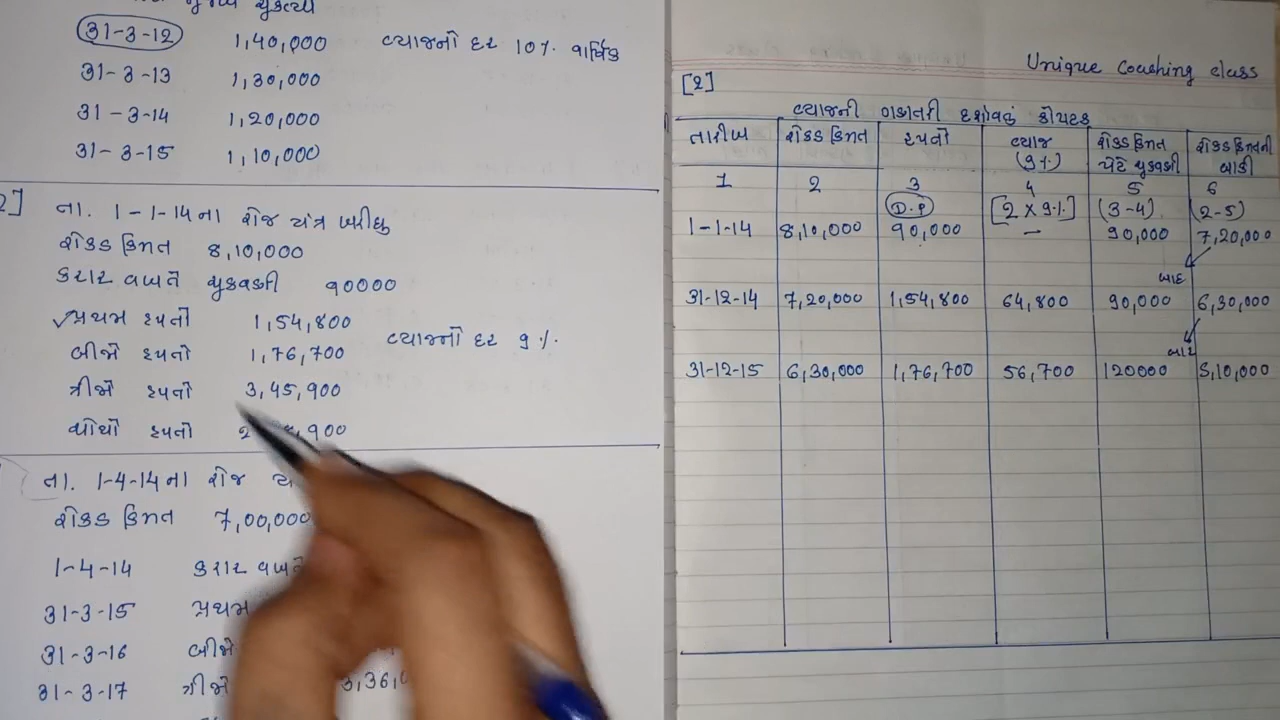 ચુકવ્યા
31-3-12 1,40,000 વ્યાજનો દર 10% વાર્ષિક
31-3-13 1,30,000
31-3-14 1,20,000
31-3-15 1,10,000
2]
તા. 1-1-14ના રોજ યંત્ર ખરીદ્યુ
રોકડ કિંમત 8,10,000
કરાર વખતે ચુકવણી 90000
✓પ્રથમ હપ્તો 1,54,800
વ્યાજનો દર 9%.
બીજો હપ્તો 1,76,700
ત્રીજો હપ્તો 3,45,900
ચોથો હપ્તો
તા. 1-4-14ના રોજ
રોકડ કિંમત 7,00,000
1-4-14 કરાર વખતે
31-3-15 પ્રથમ
31-3-16 બીજો
31-3-17 ત્રીજો
Unique Coaching Class
[2]
વ્યાજની ગણતરી દર્શાવતું કોષ્ટક
તારીખ રોકડ કિંમત હપ્તો વ્યાજ (9%) રોકડ કિંમત પેટે ચુકવણી રોકડ કિંમતની બાકી
1 2 3 4 5 6
D.P [2 x 9%] (3-4) (2-5)
1-1-14 8,10,000 90,000 — 90,000 7,20,000
બાદ
31-12-14 7,20,000 1,54,800 64,800 90,000 6,30,000
બાદ
31-12-15 6,30,000 1,76,700 56,700 120000 5,10,000